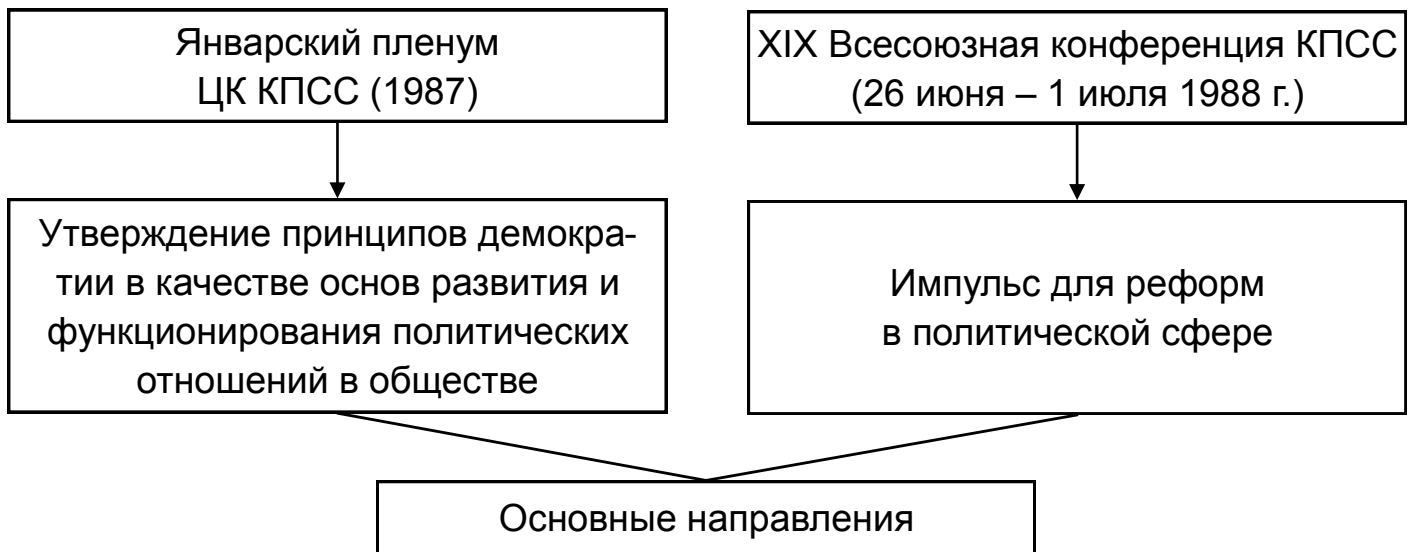 Январский пленум
ЦК КПСС (1987)
XIX Всесоюзная конференция КПСС
(26 июня – 1 июля 1988 г.)
Утверждение принципов демокра-
тии в качестве основ развития и
функционирования политических
отношений в обществе
Импульс для реформ
в политической сфере
Основные направления